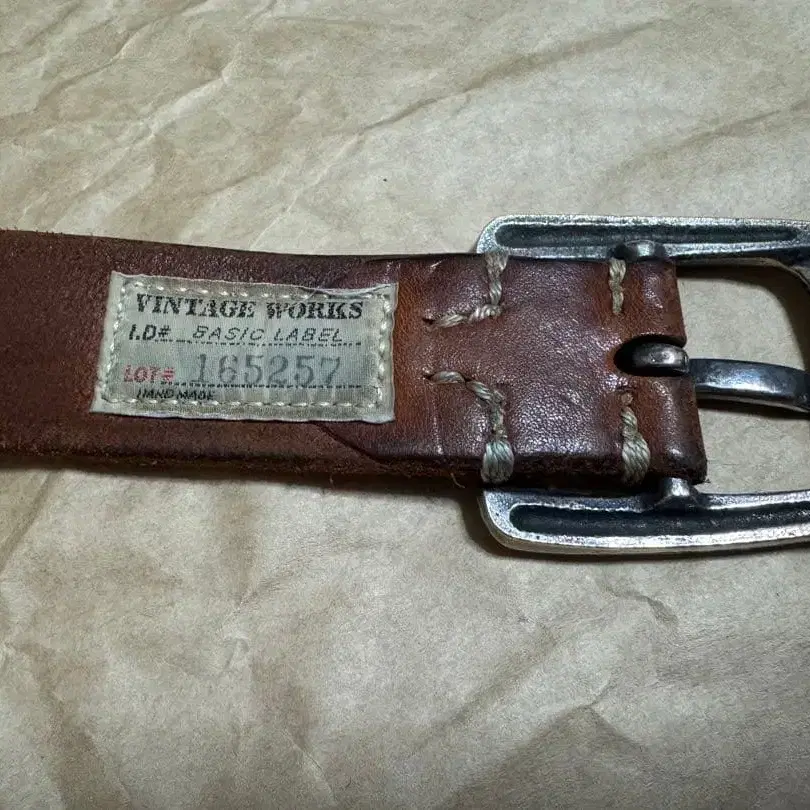 VINTAGE WORKS
I.D# BASIC LABEL
LOT# 165257
HAND MADE